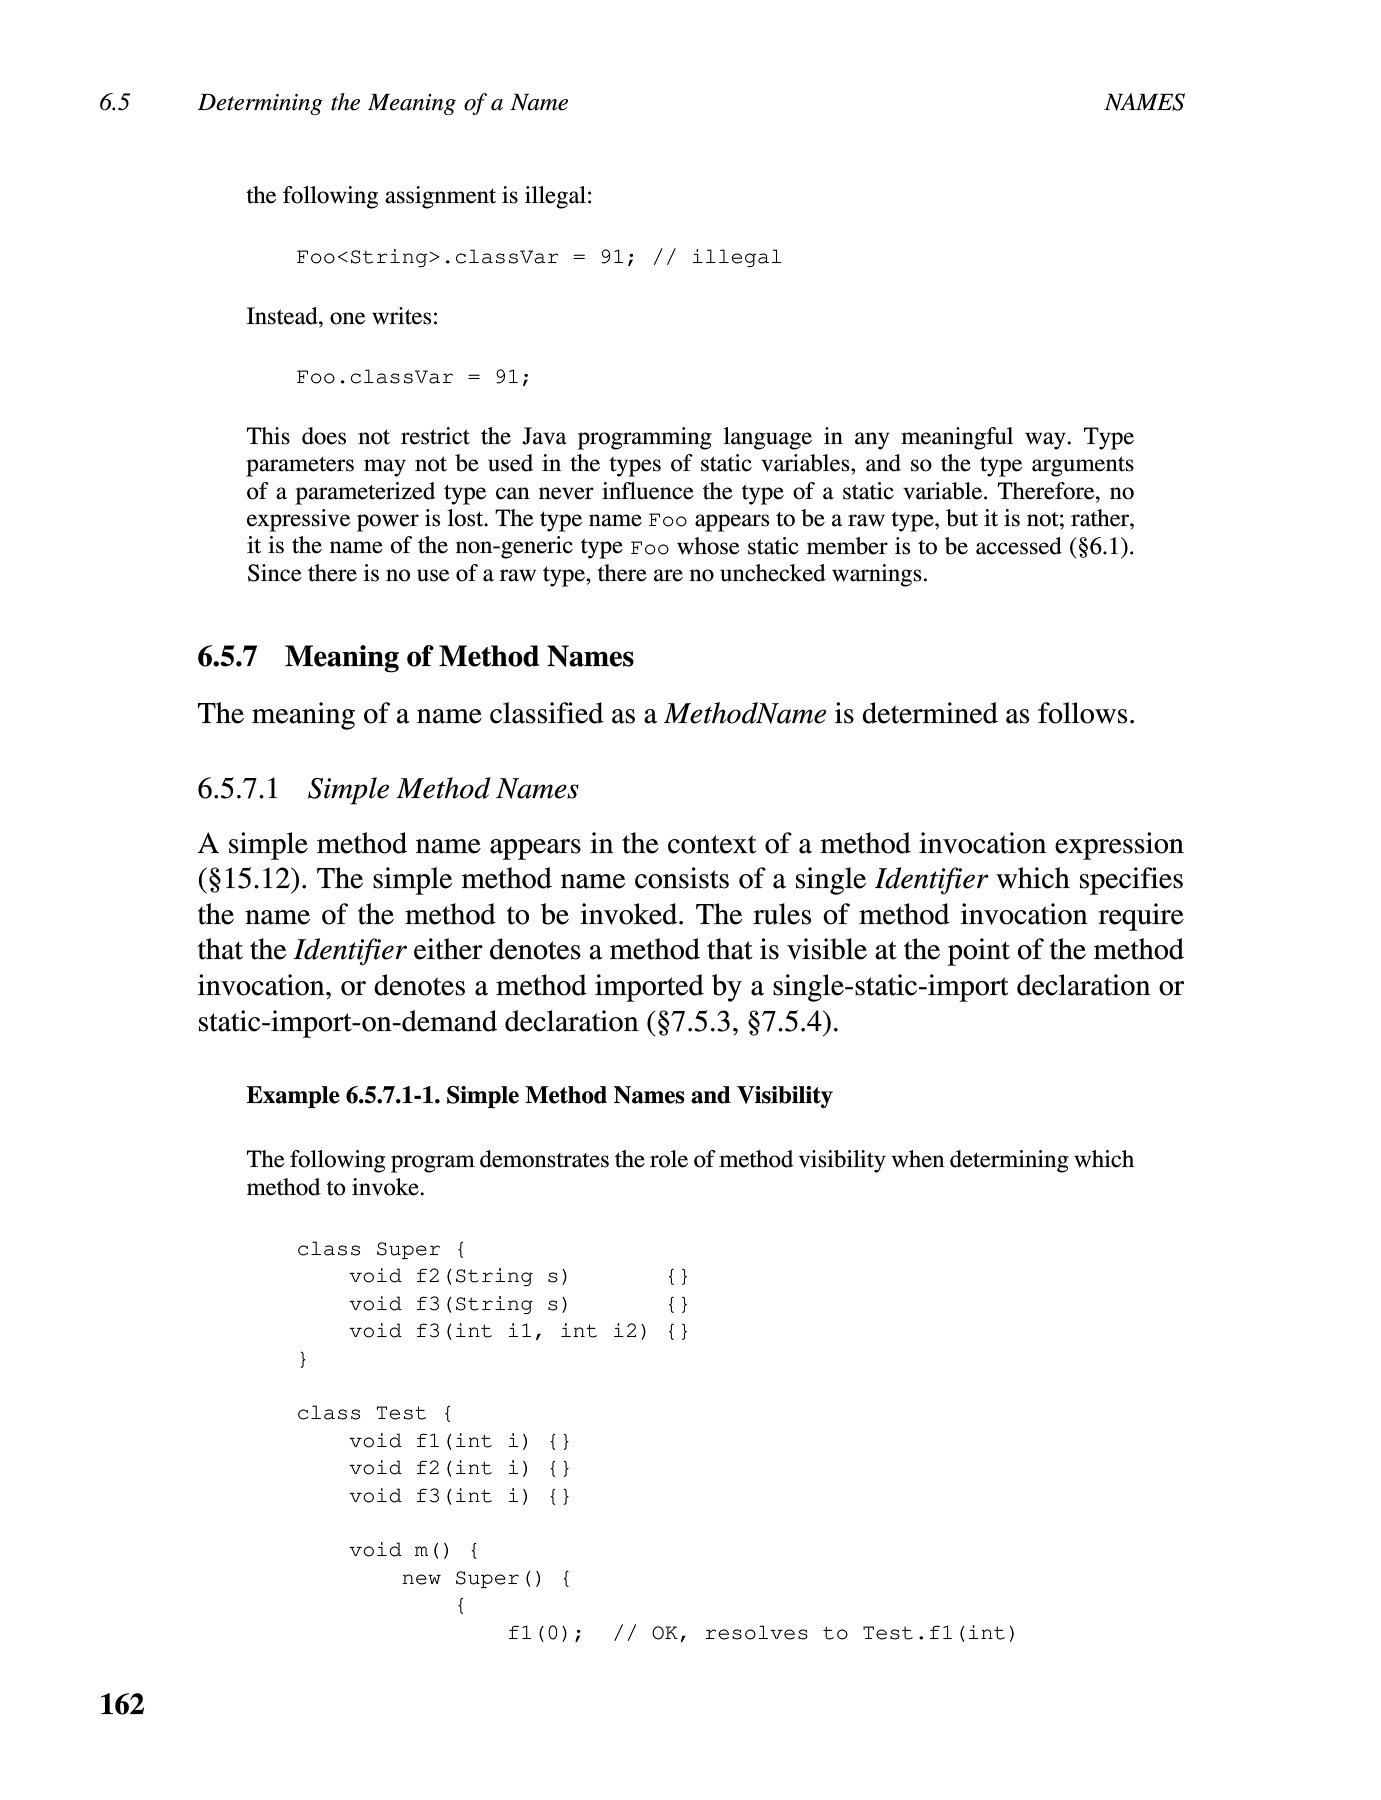 6.5 Determining the Meaning of a Name NAMES
the following assignment is illegal:
Foo<String>.classVar = 91; // illegal
Instead, one writes:
Foo.classVar = 91;
This does not restrict the Java programming language in any meaningful way. Type
parameters may not be used in the types of static variables, and so the type arguments
of a parameterized type can never influence the type of a static variable. Therefore, no
expressive power is lost. The type name Foo appears to be a raw type, but it is not; rather,
it is the name of the non-generic type Foo whose static member is to be accessed (§6.1).
Since there is no use of a raw type, there are no unchecked warnings.
6.5.7 Meaning of Method Names
The meaning of a name classified as a MethodName is determined as follows.
6.5.7.1 Simple Method Names
A simple method name appears in the context of a method invocation expression
(§15.12). The simple method name consists of a single Identifier which specifies
the name of the method to be invoked. The rules of method invocation require
that the Identifier either denotes a method that is visible at the point of the method
invocation, or denotes a method imported by a single-static-import declaration or
static-import-on-demand declaration (§7.5.3, §7.5.4).
Example 6.5.7.1-1. Simple Method Names and Visibility
The following program demonstrates the role of method visibility when determining which
method to invoke.
class Super {
    void f2(String s)       {}
    void f3(String s)       {}
    void f3(int i1, int i2) {}
}
class Test {
    void f1(int i) {}
    void f2(int i) {}
    void f3(int i) {}
    void m() {
        new Super() {
            {
                f1(0);  // OK, resolves to Test.f1(int)
162